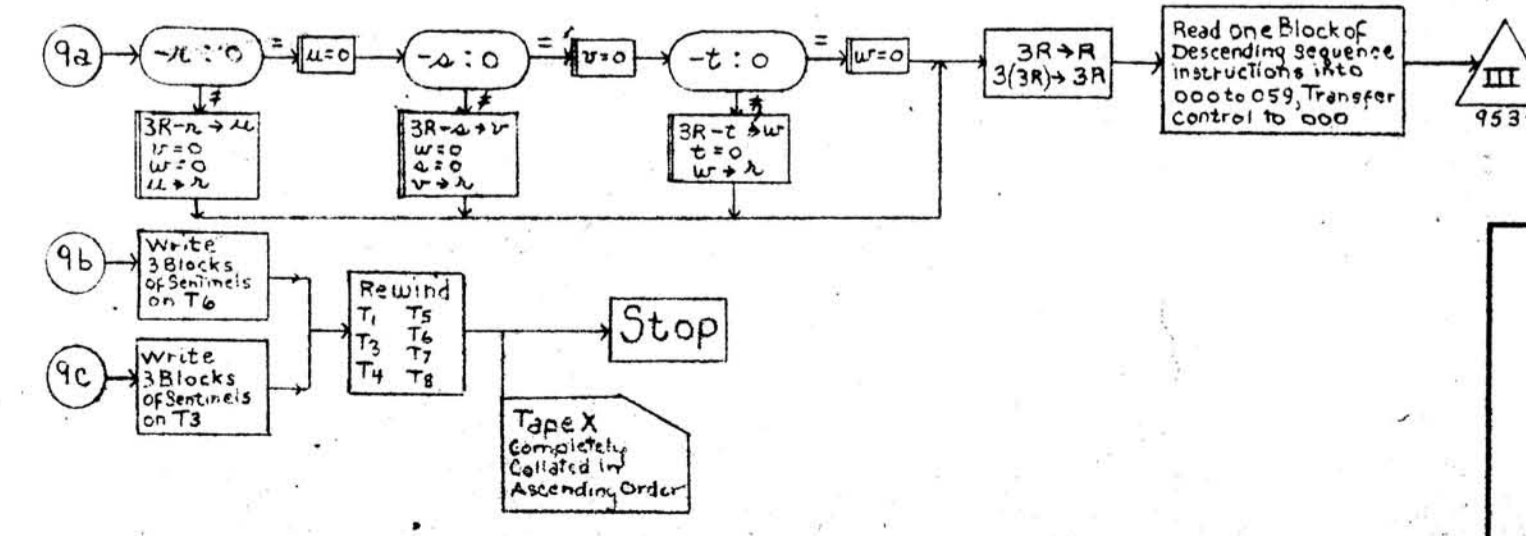 9a
-r : 0
=
u=0
-s : 0
=
v=0
-t : 0
=
w=0
3R→R
3(3R)→3R
Read one Block of
Descending sequence
instructions into
000 to 059, Transfer
control to 000
III
953
≠
3R-r→u
v=0
w=0
u→r
≠
3R-s→v
w=0
s=0
v→r
≠
3R-t→w
t=0
w→r
9b
Write
3 Blocks
of Sentinels
on T6
9c
Write
3 Blocks
of Sentinels
on T3
Rewind
T1 T5
T3 T6
T4 T7
T8
Stop
Tape X
Completely
Collated in
Ascending Order